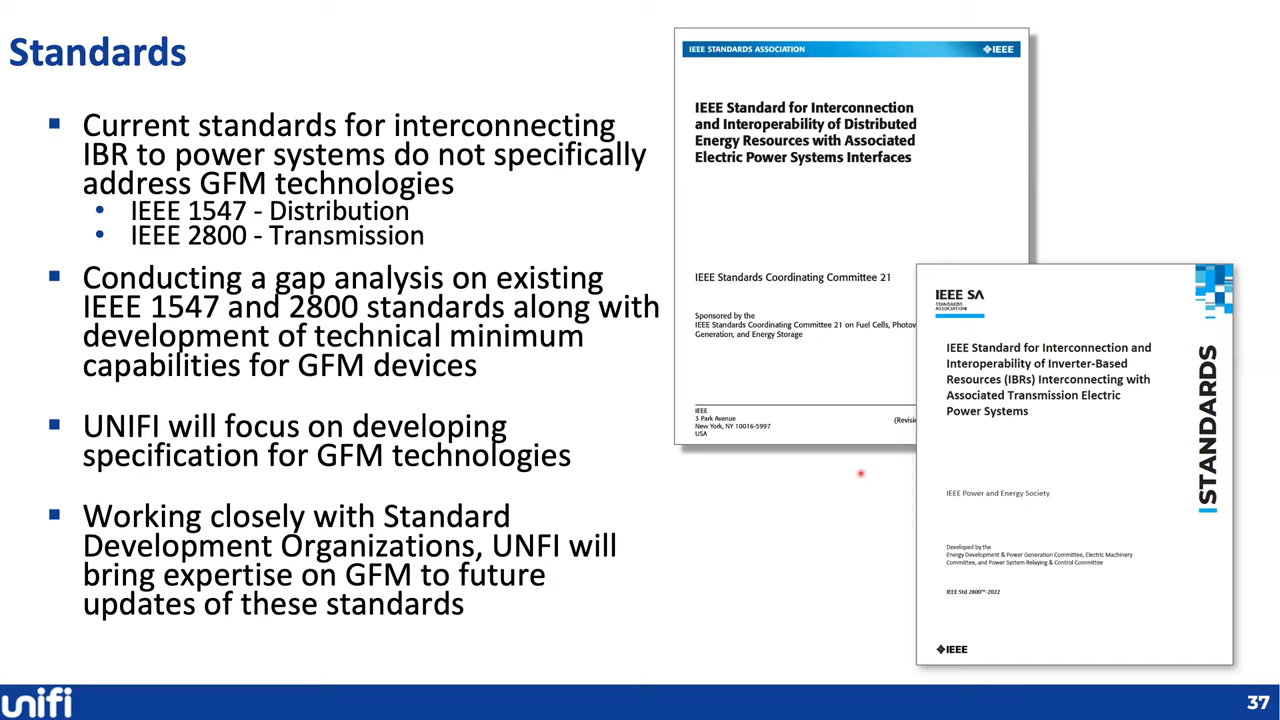 Standards
▪ Current standards for interconnecting
IBR to power systems do not specifically
address GFM technologies
• IEEE 1547 - Distribution
• IEEE 2800 - Transmission
▪ Conducting a gap analysis on existing
IEEE 1547 and 2800 standards along with
development of technical minimum
capabilities for GFM devices
▪ UNIFI will focus on developing
specification for GFM technologies
▪ Working closely with Standard
Development Organizations, UNFI will
bring expertise on GFM to future
updates of these standards
IEEE STANDARDS ASSOCIATION
IEEE
IEEE Standard for Interconnection
and Interoperability of Distributed
Energy Resources with Associated
Electric Power Systems Interfaces
IEEE Standards Coordinating Committee 21
Sponsored by the
IEEE Standards Coordinating Committee 21 on Fuel Cells, Photov
Generation, and Energy Storage
IEEE
3 Park Avenue
New York, NY 10016-5997
USA
(Revisi
IEEE SA
STANDARDS
ASSOCIATION
IEEE Standard for Interconnection and
Interoperability of Inverter-Based
Resources (IBRs) Interconnecting with
Associated Transmission Electric
Power Systems
STANDARDS
IEEE Power and Energy Society
Developed by the
Energy Development & Power Generation Committee, Electric Machinery
Committee, and Power System Relaying & Control Committee
IEEE Std 2800™-2022
IEEE
unifi
37